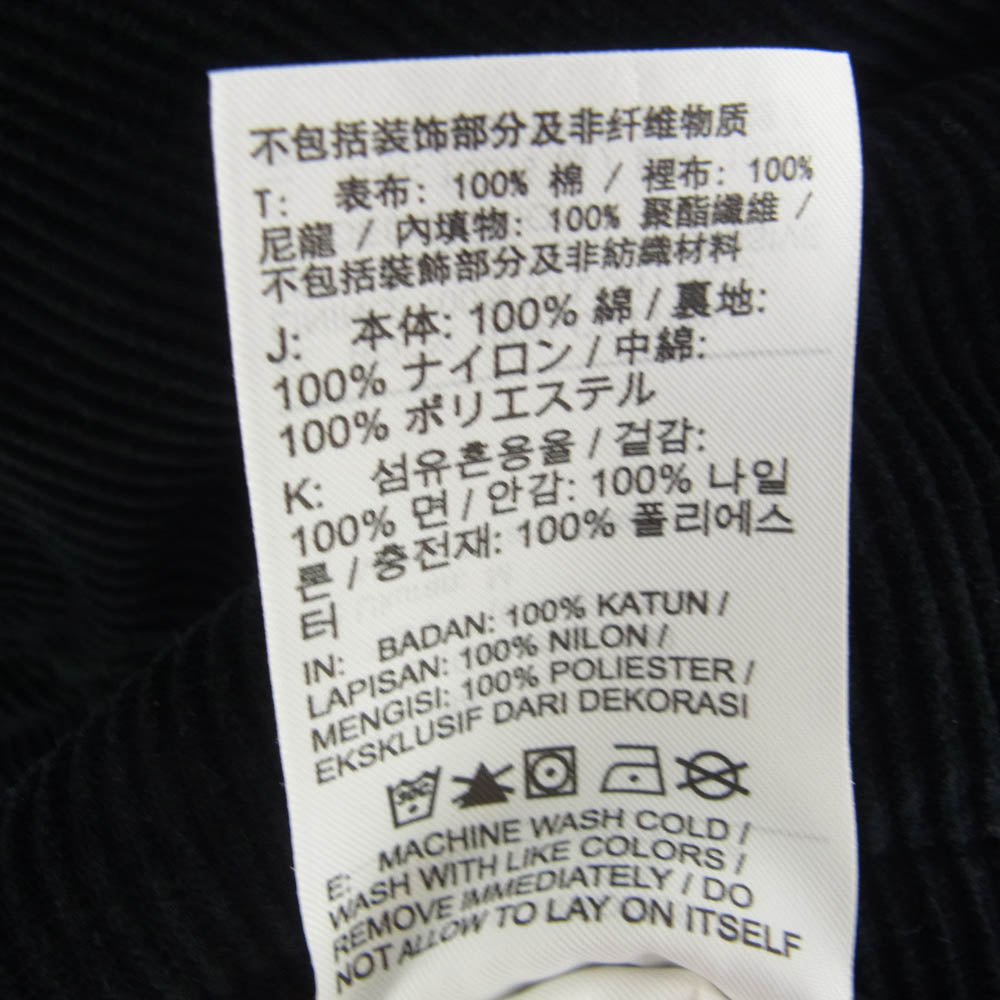 不包括装饰部分及非纤维物质
T: 表布: 100% 棉 / 裡布: 100%
尼龍 / 內填物: 100% 聚酯纖維 /
不包括裝飾部分及非紡織材料
J: 本体: 100% 綿 / 裏地:
100% ナイロン / 中綿:
100% ポリエステル
K: 섬유혼용율 / 겉감:
100% 면 / 안감: 100% 나일
론 / 충전재: 100% 폴리에스
터
IN: BADAN: 100% KATUN /
LAPISAN: 100% NILON /
MENGISI: 100% POLIESTER /
EKSKLUSIF DARI DEKORASI
E: MACHINE WASH COLD /
WASH WITH LIKE COLORS /
REMOVE IMMEDIATELY / DO
NOT ALLOW TO LAY ON ITSELF